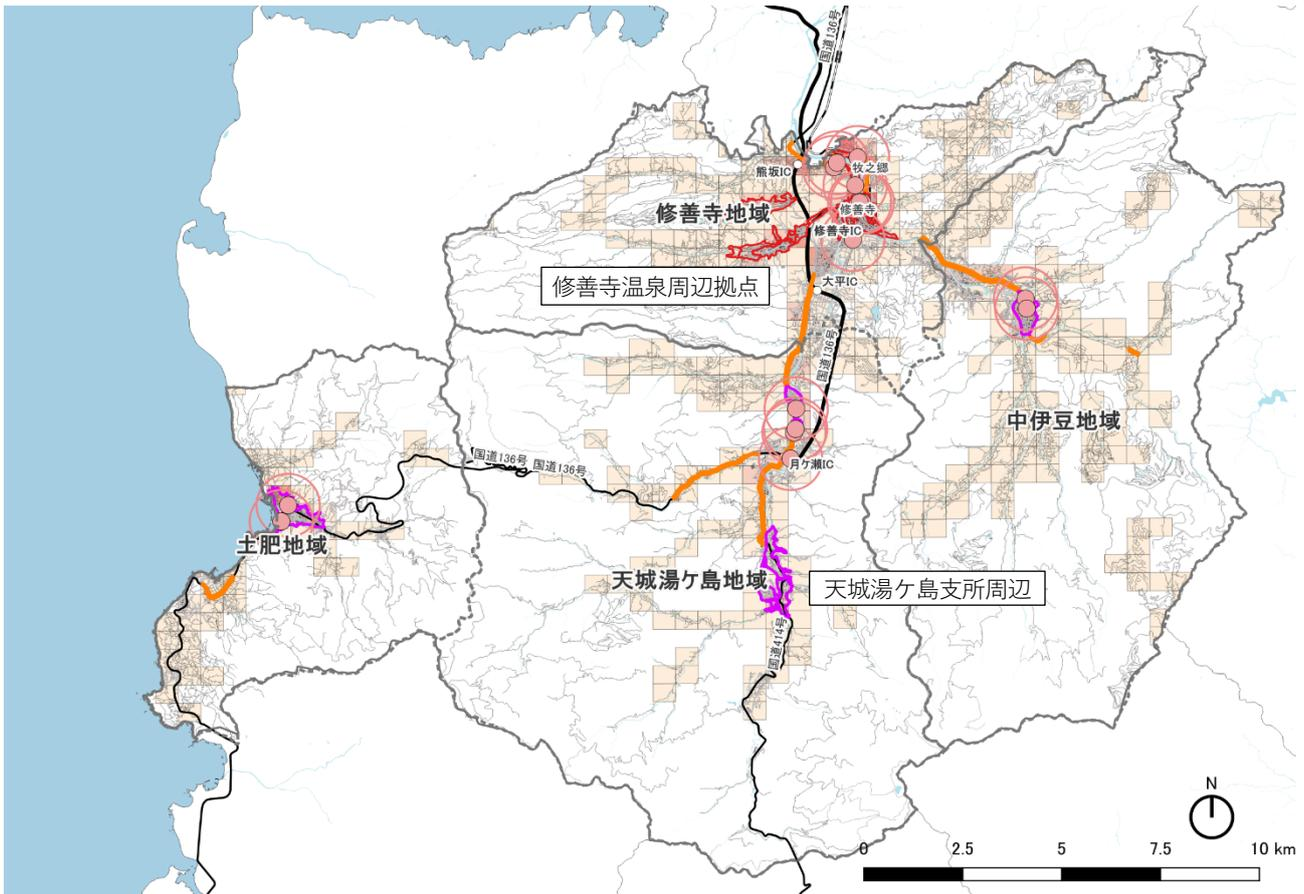 国道136号
熊坂IC
牧之郷
修善寺地域
修善寺
修善寺IC
修善寺温泉周辺拠点
大平IC
国道136号
中伊豆地域
国道136号 国道136号
月ケ瀬IC
土肥地域
天城湯ケ島地域
天城湯ケ島支所周辺
国道414号
N
0 2.5 5 7.5 10 km